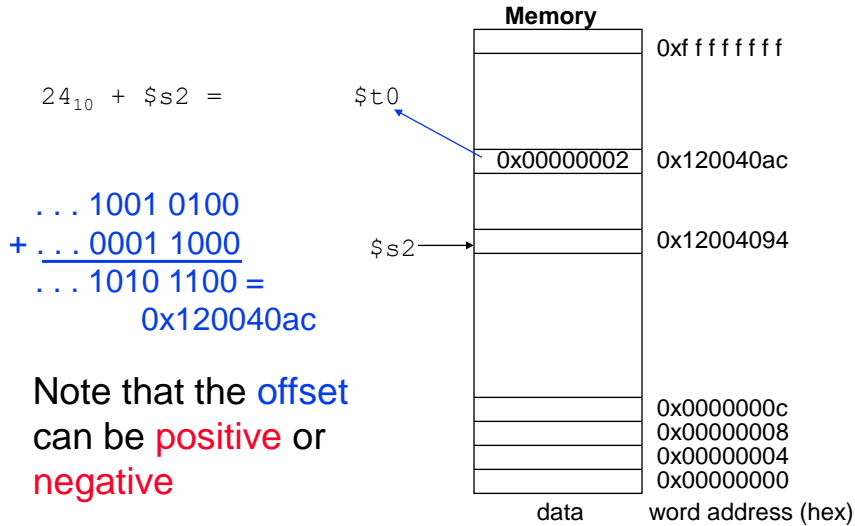 Memory
0xf f f f f f f f
24₁₀ + $s2 = $t0
0x00000002 0x120040ac
. . . 1001 0100
+ . . . 0001 1000
. . . 1010 1100 =
0x120040ac
$s2 0x12004094
Note that the offset
can be positive or
negative
0x0000000c
0x00000008
0x00000004
0x00000000
data word address (hex)